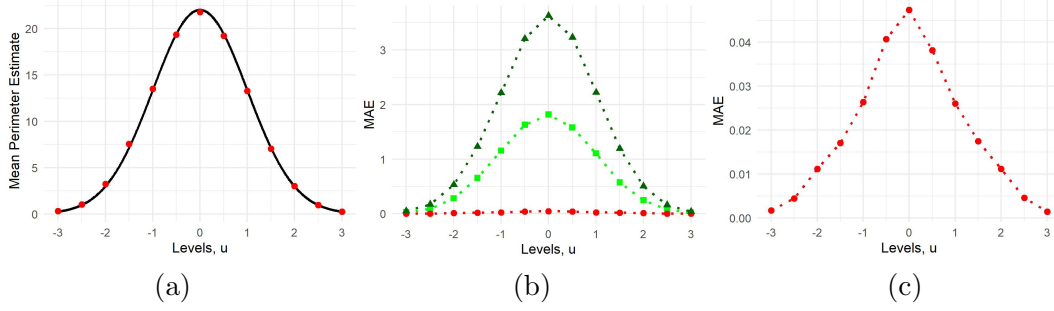 Mean Perimeter Estimate
20
15
10
5
0
-3 -2 -1 0 1 2 3
Levels, u
(a)
MAE
3
2
1
0
-3 -2 -1 0 1 2 3
Levels, u
(b)
MAE
0.04
0.03
0.02
0.01
0.00
-3 -2 -1 0 1 2 3
Levels, u
(c)